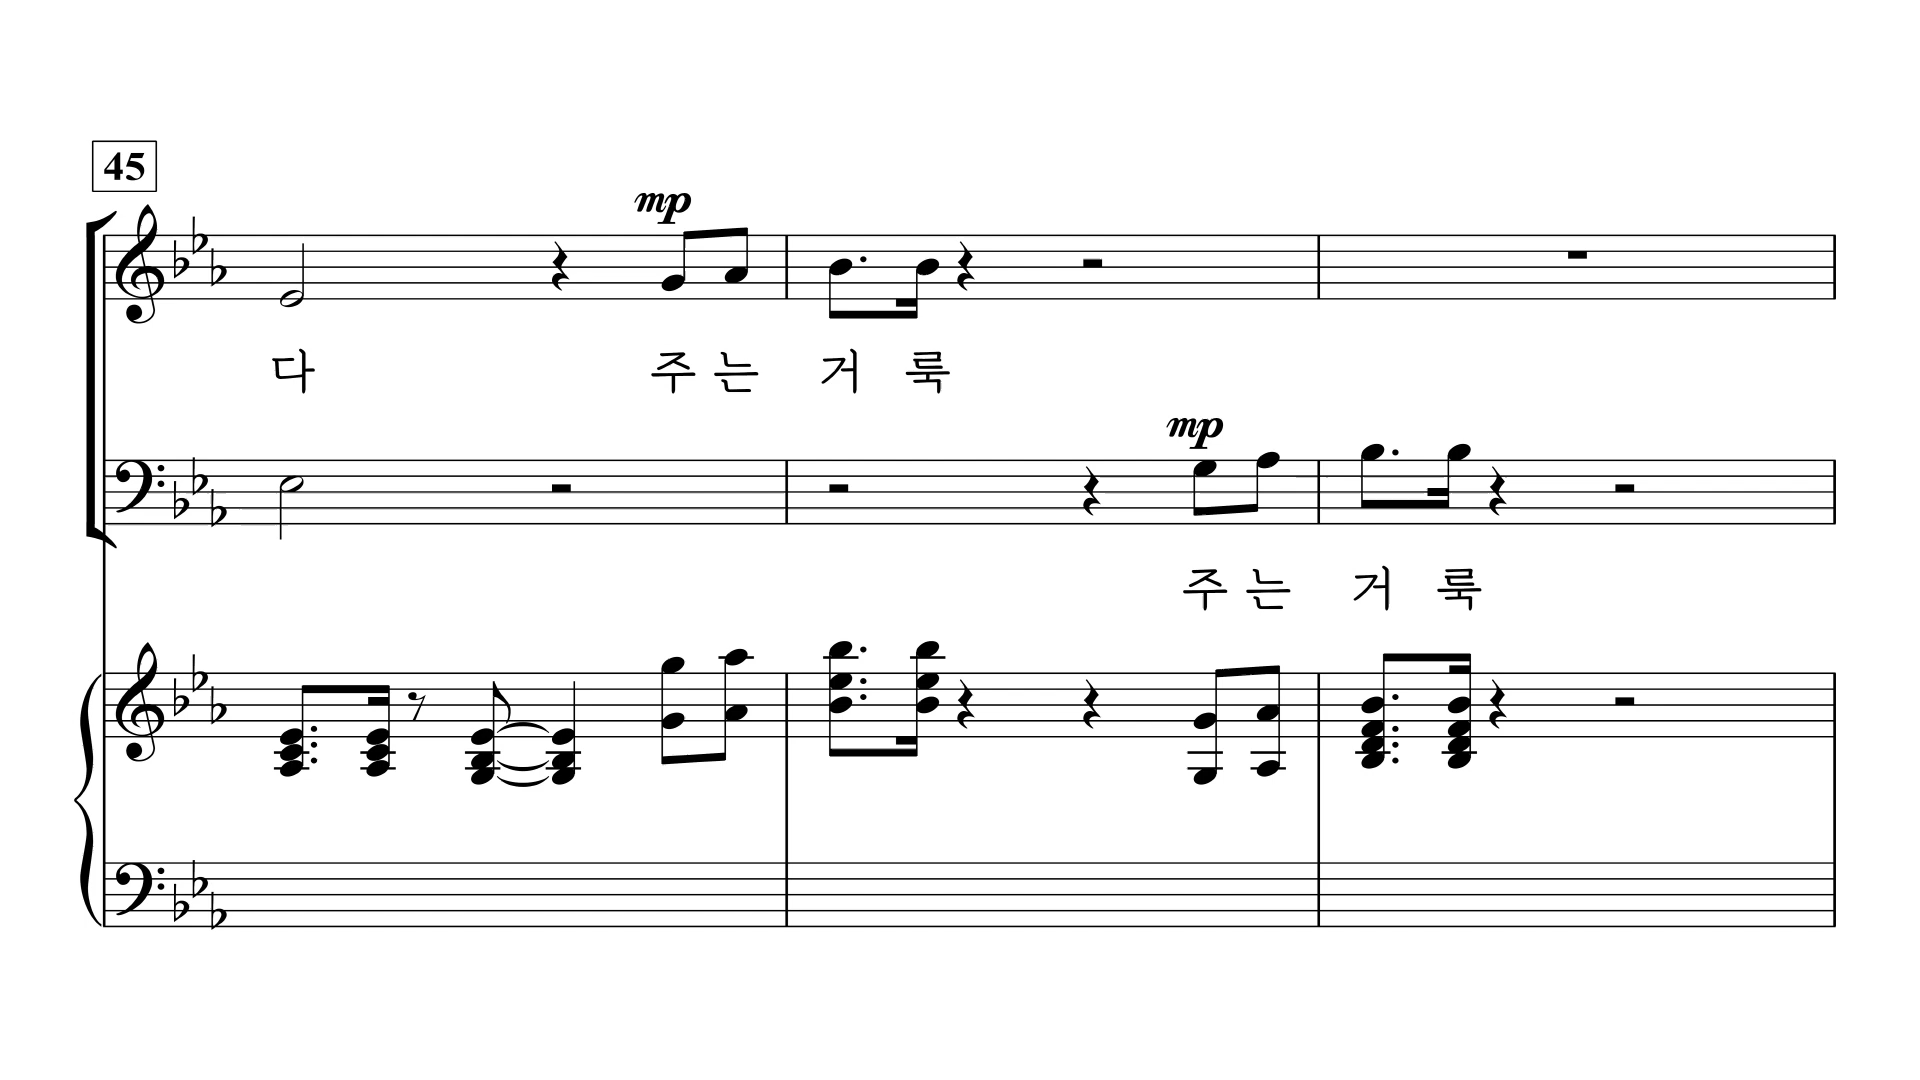 45
mp
다 주 는 거 룩
mp
주 는 거 룩